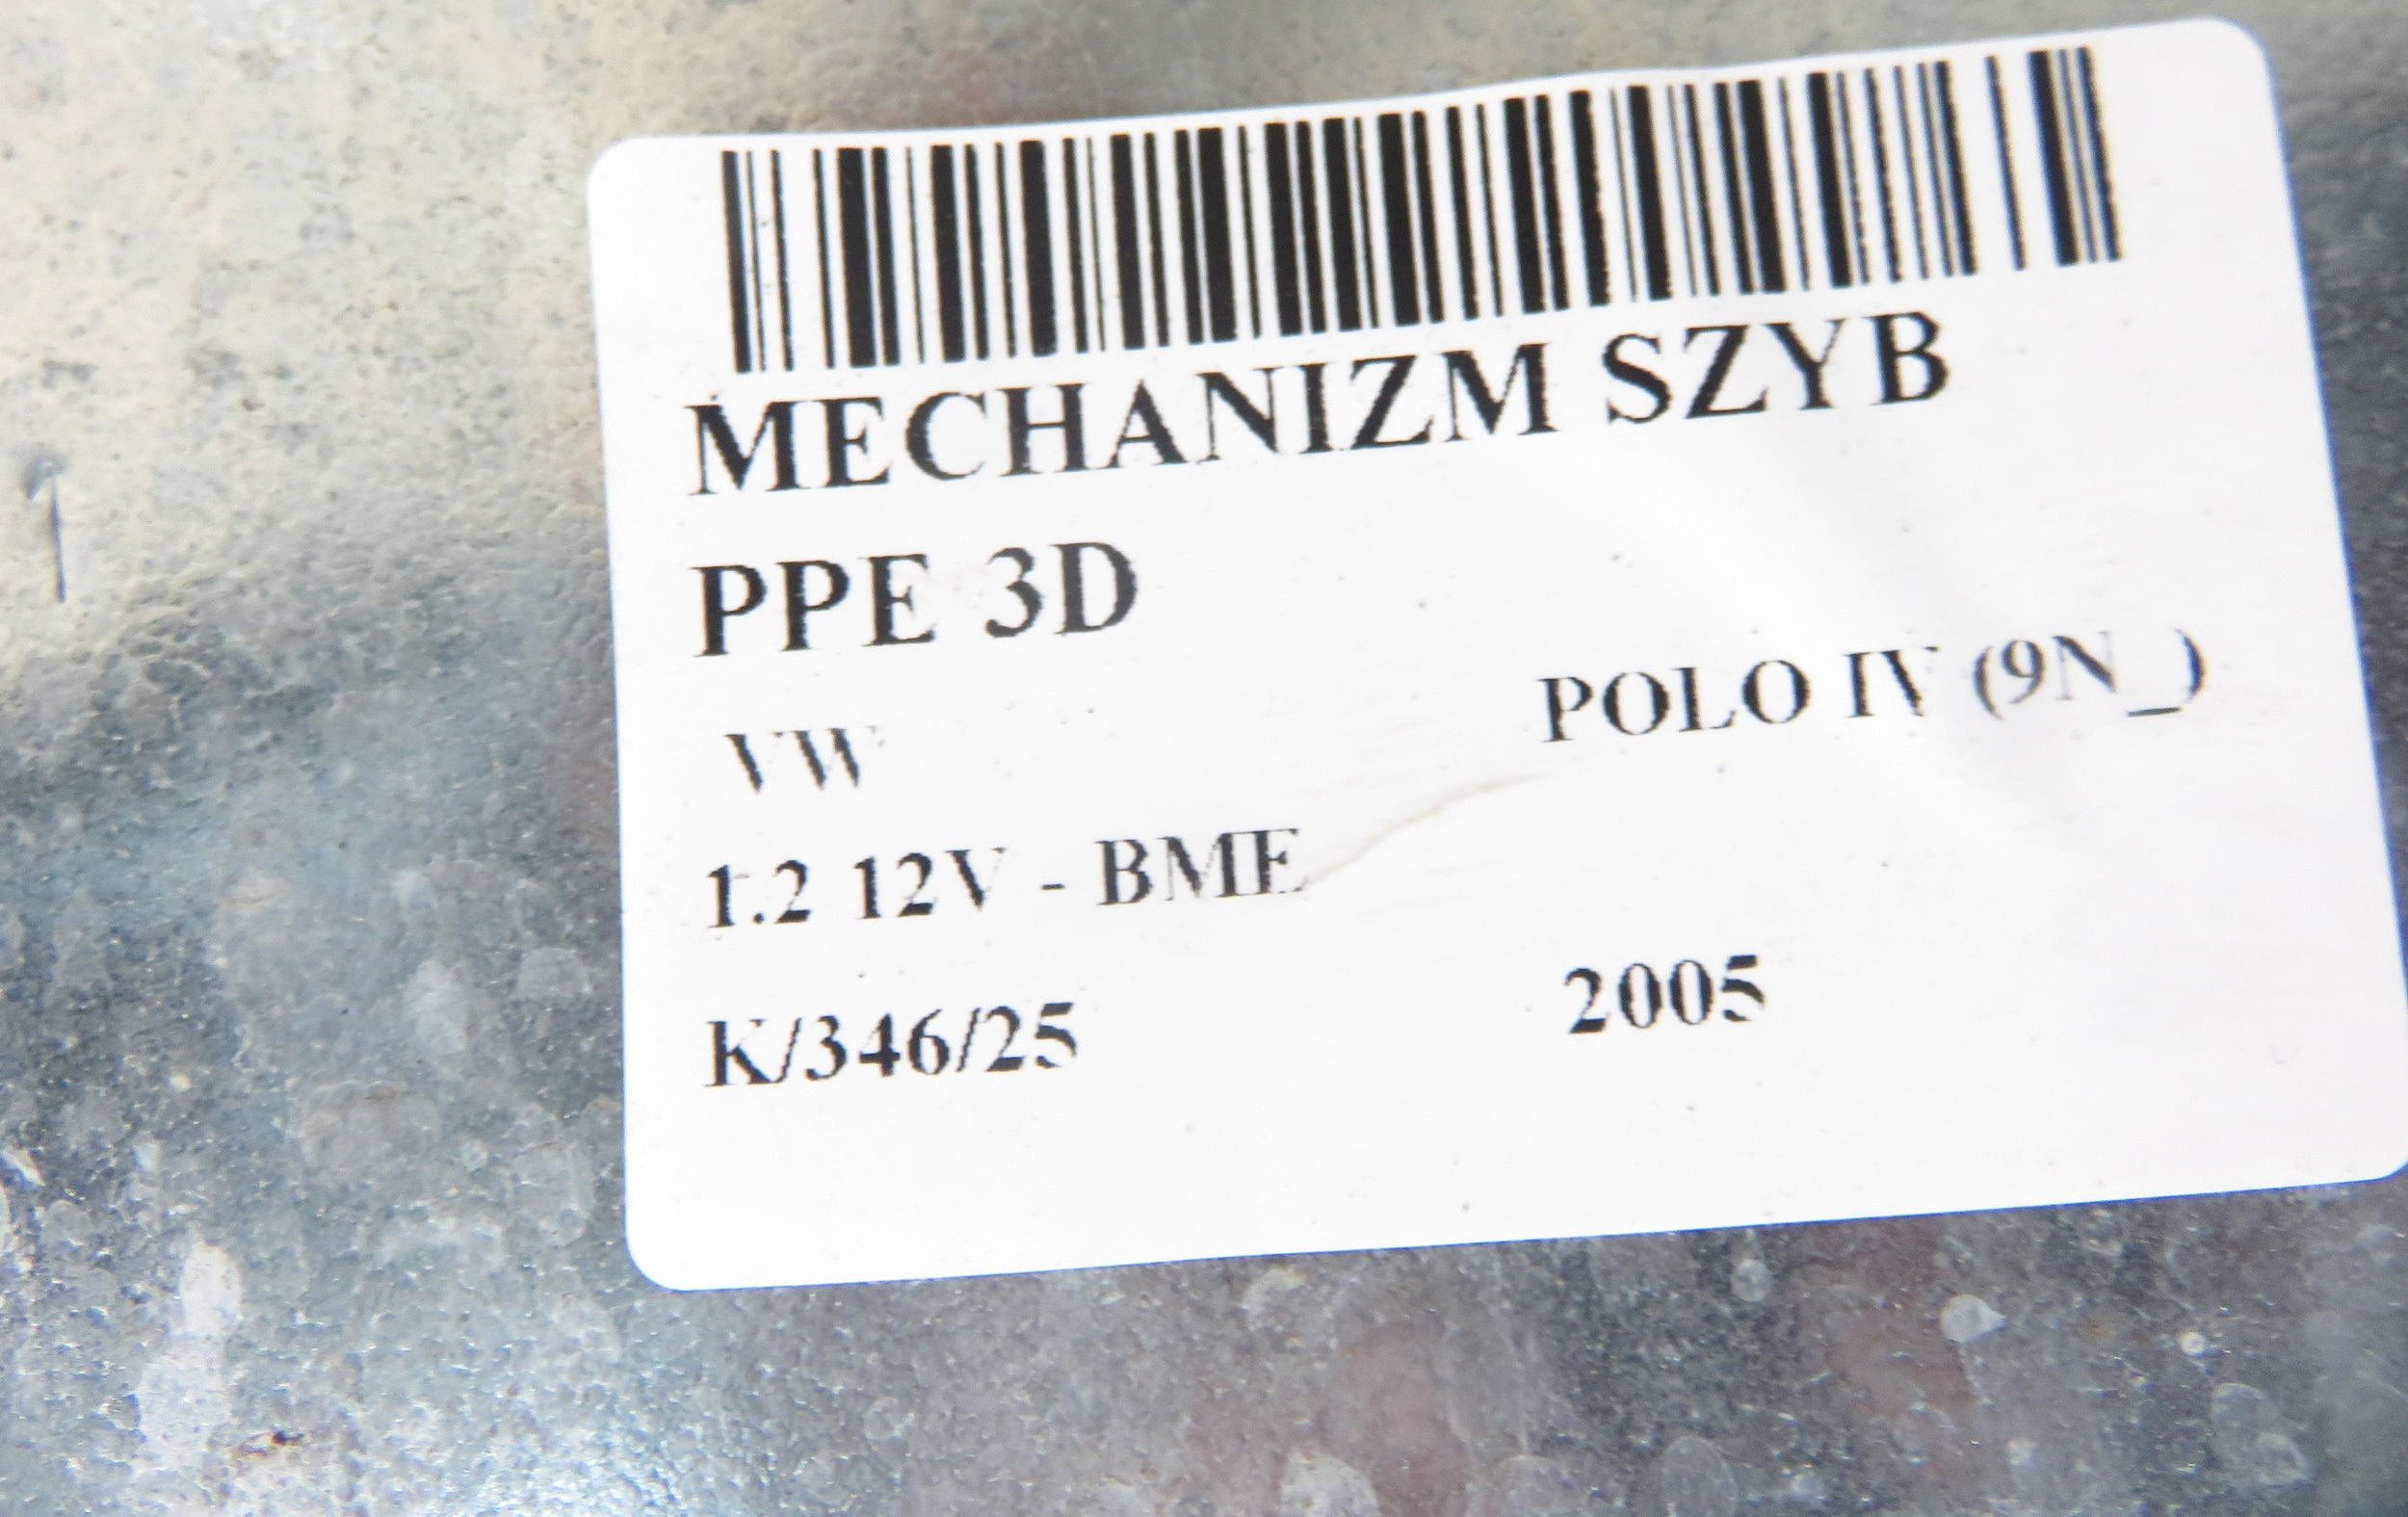 MECHANIZM SZYB
PPE 3D
VW POLO IV (9N_)
1.2 12V - BME
K/346/25 2005